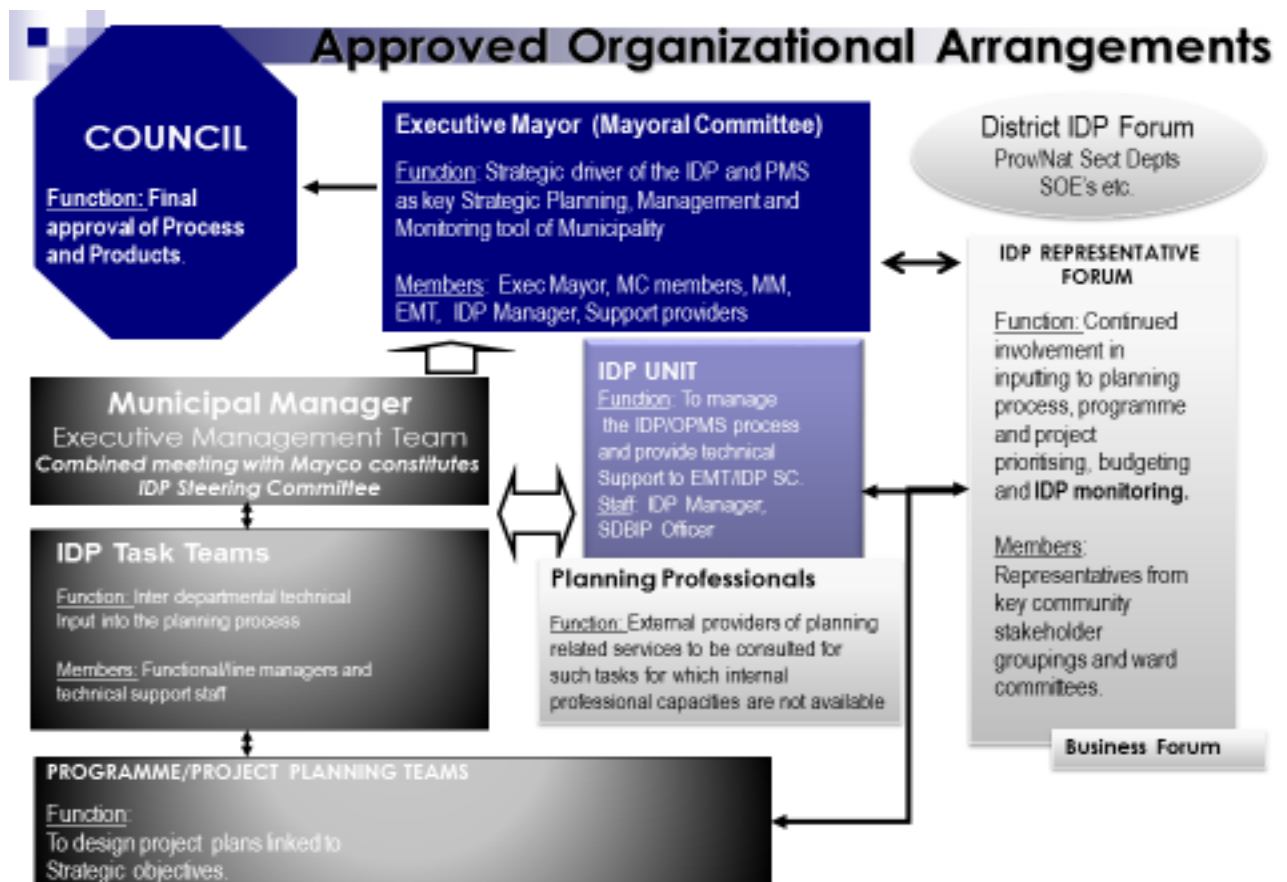 Approved Organizational Arrangements
COUNCIL
Function: Final
approval of Process
and Products.
Executive Mayor (Mayoral Committee)
Function: Strategic driver of the IDP and PMS
as key Strategic Planning, Management and
Monitoring tool of Municipality
Members: Exec Mayor, MC members, MM,
EMT, IDP Manager, Support providers
District IDP Forum
Prov/Nat Sect Depts
SOE's etc.
IDP REPRESENTATIVE
FORUM
Function: Continued
involvement in
inputing to planning
process, programme
and project
prioritising, budgeting
and IDP monitoring.
Members:
Representatives from
key community
stakeholder
groupings and ward
committees.
Business Forum
Municipal Manager
Executive Management Team
Combined meeting with Mayco constitutes
IDP Steering Committee
IDP UNIT
Function: To manage
the IDP/OPMS process
and provide technical
Support to EMT/IDP SC.
Staff: IDP Manager,
SDBIP Officer
IDP Task Teams
Function: Inter departmental technical
Input into the planning process
Members: Functional/line managers and
technical support staff
Planning Professionals
Function: External providers of planning
related services to be consulted for
such tasks for which internal
professional capacities are not available
PROGRAMME/PROJECT PLANNING TEAMS
Function:
To design project plans linked to
Strategic objectives.